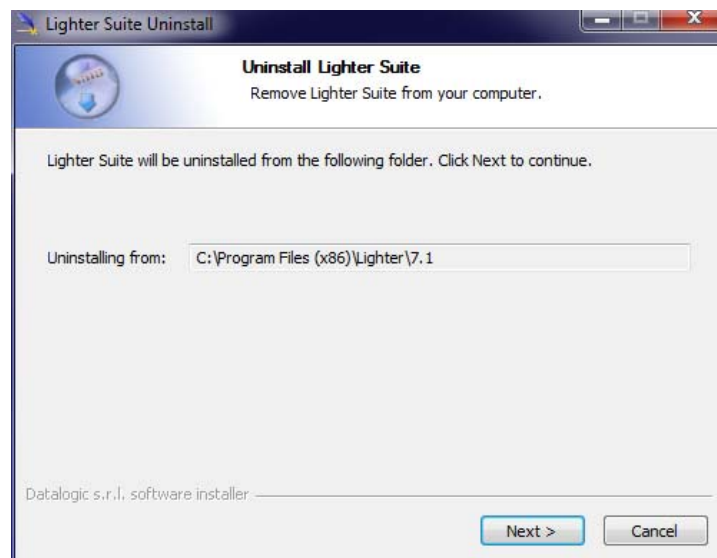 Lighter Suite Uninstall
Uninstall Lighter Suite
Remove Lighter Suite from your computer.
Lighter Suite will be uninstalled from the following folder. Click Next to continue.
Uninstalling from: C:\Program Files (x86)\Lighter\7.1
Datalogic s.r.l. software installer
Next > Cancel